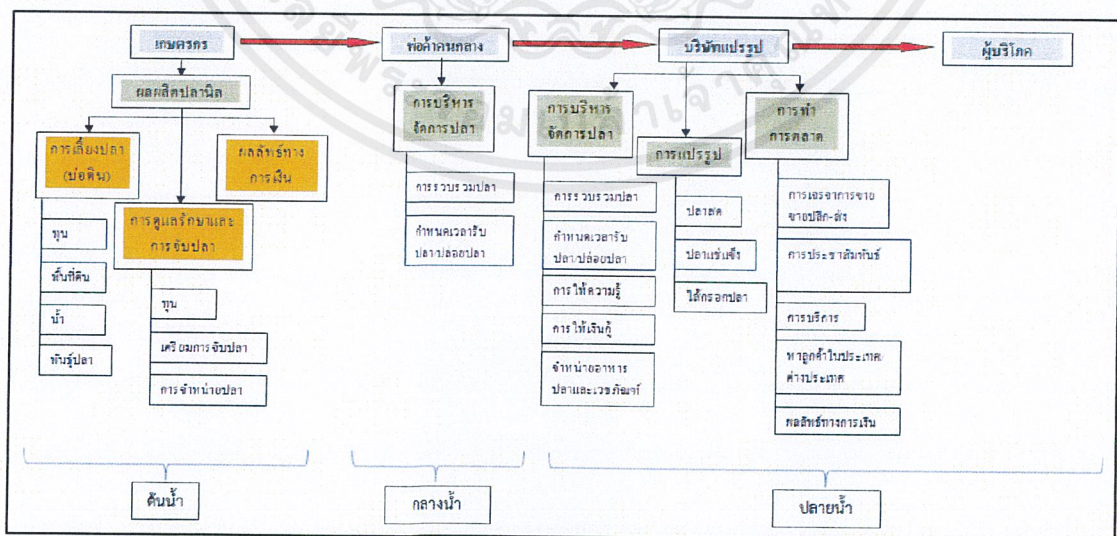 เกษตรกร
พ่อค้าคนกลาง
บริษัทแปรรูป
ผู้บริโภค
ผลผลิตปลานิล
การเลี้ยงปลา
(บ่อดิน)
ผลลัพธ์ทาง
การเงิน
การดูแลรักษาและ
การจับปลา
ทุน
พื้นที่ดิน
น้ำ
พันธุ์ปลา
ทุน
เตรียมการจับปลา
การจำหน่ายปลา
การบริหาร
จัดการปลา
การรวบรวมปลา
กำหนดเวลารับ
ปลา/ปล่อยปลา
การบริหาร
จัดการปลา
การรวบรวมปลา
กำหนดเวลารับ
ปลา/ปล่อยปลา
การให้ความรู้
การให้เงินกู้
จำหน่ายอาหาร
ปลาและเวชภัณฑ์
การแปรรูป
ปลาสด
ปลาแช่แข็ง
ไส้กรอกปลา
การทำ
การตลาด
การเจรจาการขาย
ขายปลีก-ส่ง
การประชาสัมพันธ์
การบริการ
หาลูกค้าในประเทศ/
ต่างประเทศ
ผลลัพธ์ทางการเงิน
ต้นน้ำ
กลางน้ำ
ปลายน้ำ